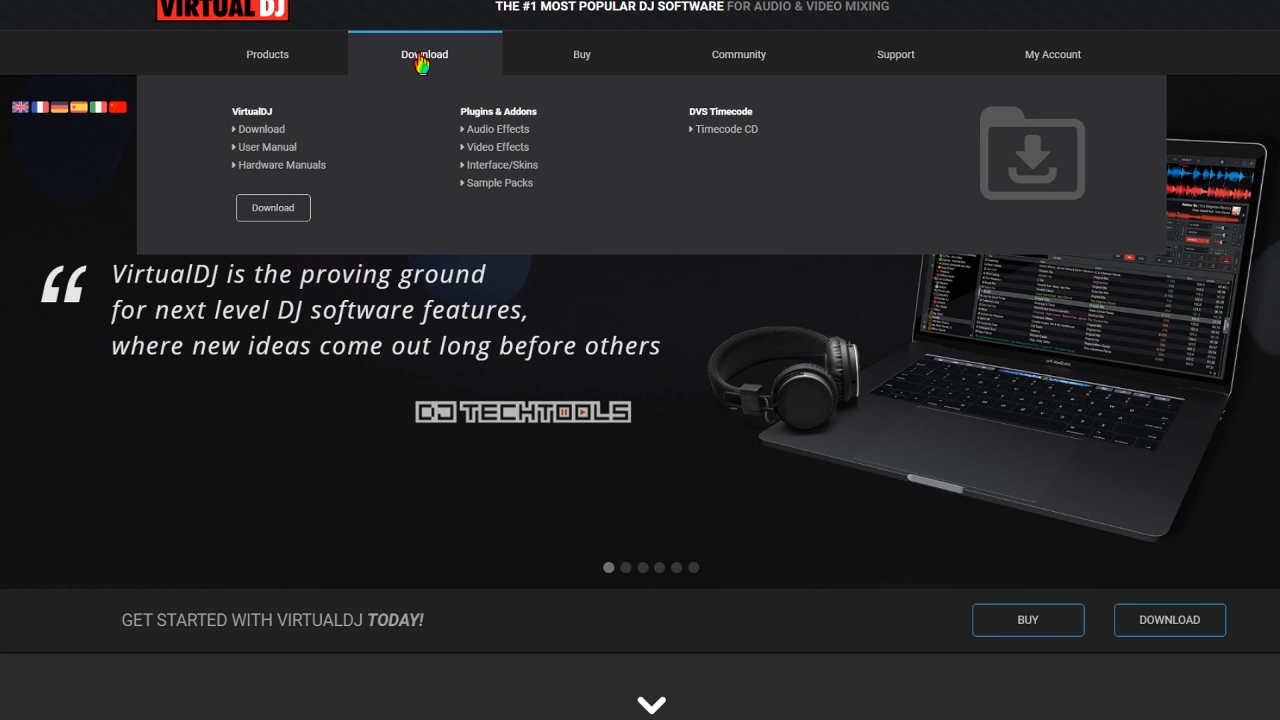 VIRTUAL DJ
THE #1 MOST POPULAR DJ SOFTWARE FOR AUDIO & VIDEO MIXING
Products
Download
Buy
Community
Support
My Account
VirtualDJ
Download
User Manual
Hardware Manuals
Download
Plugins & Addons
Audio Effects
Video Effects
Interface/Skins
Sample Packs
DVS Timecode
Timecode CD
“ VirtualDJ is the proving ground
for next level DJ software features,
where new ideas come out long before others
DJ TECHTOOLS
GET STARTED WITH VIRTUALDJ TODAY!
BUY
DOWNLOAD